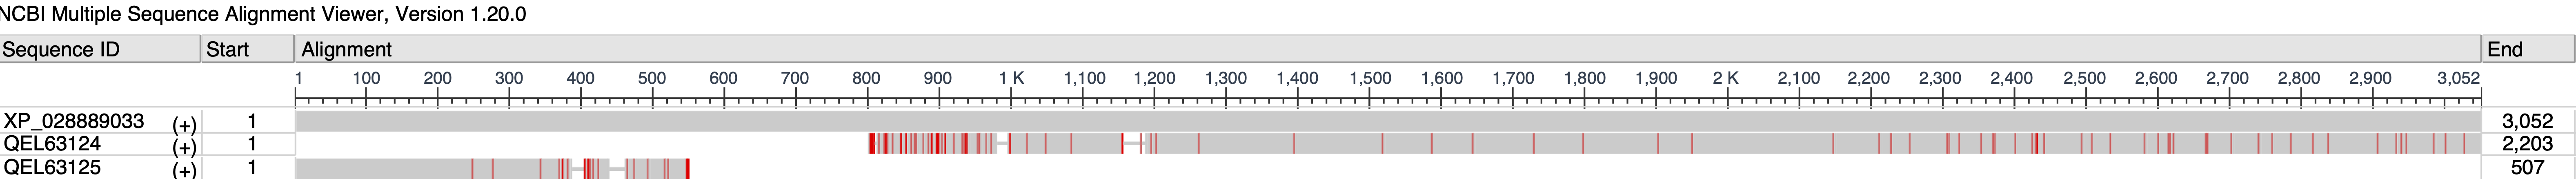 NCBI Multiple Sequence Alignment Viewer, Version 1.20.0
Sequence ID Start Alignment End
1 100 200 300 400 500 600 700 800 900 1 K 1,100 1,200 1,300 1,400 1,500 1,600 1,700 1,800 1,900 2 K 2,100 2,200 2,300 2,400 2,500 2,600 2,700 2,800 2,900 3,052
XP_028889033 (+) 1 3,052
QEL63124 (+) 1 2,203
QEL63125 (+) 1 507